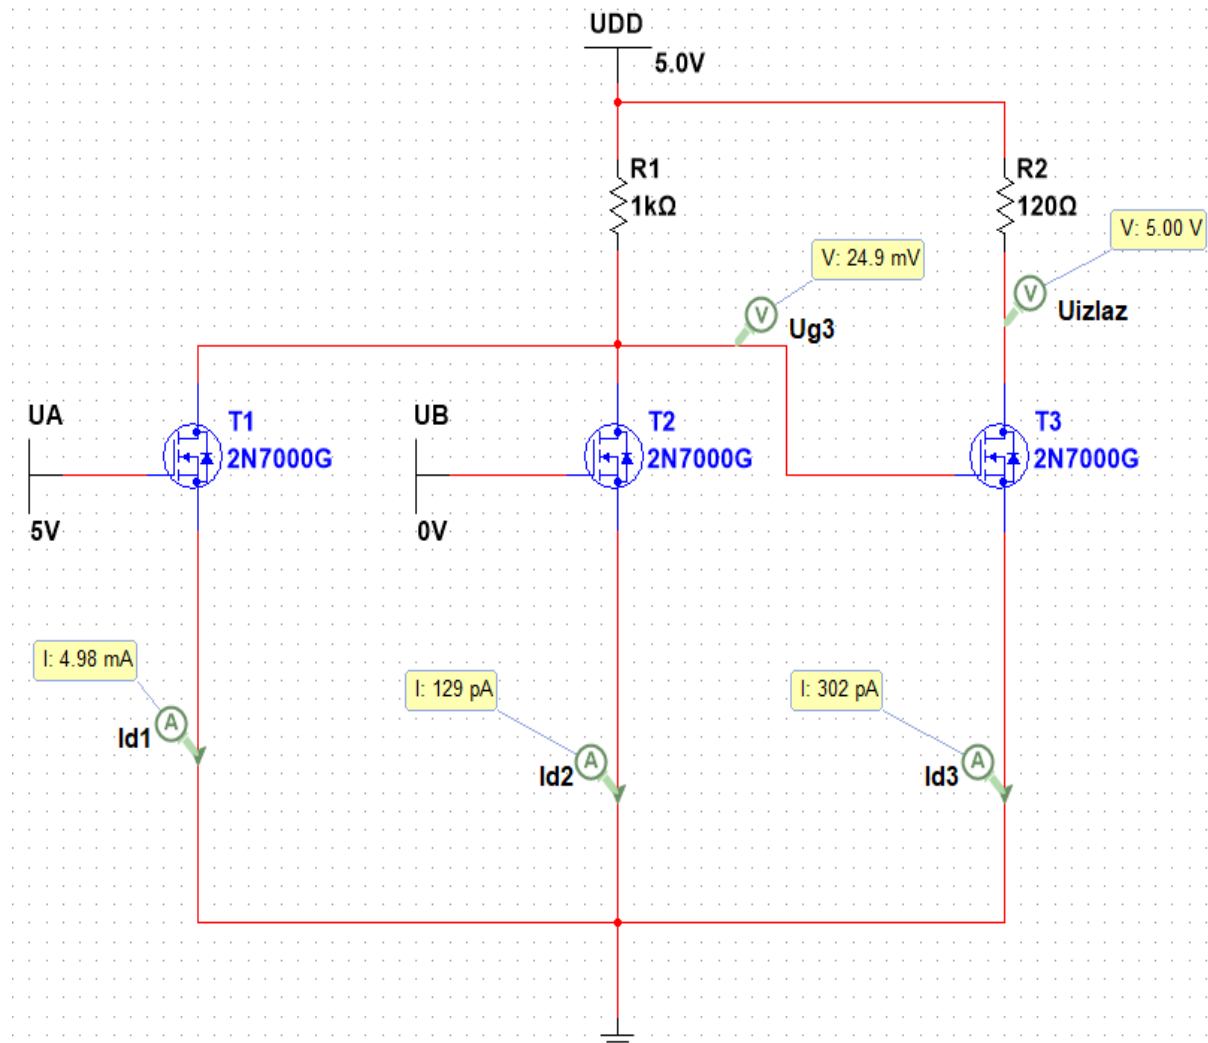 UDD
5.0V
R1
1kΩ
R2
120Ω
V: 5.00 V
V: 24.9 mV
V
Uizlaz
V
Ug3
UA
T1
2N7000G
5V
UB
T2
2N7000G
0V
T3
2N7000G
I: 4.98 mA
A
Id1
I: 129 pA
A
Id2
I: 302 pA
A
Id3